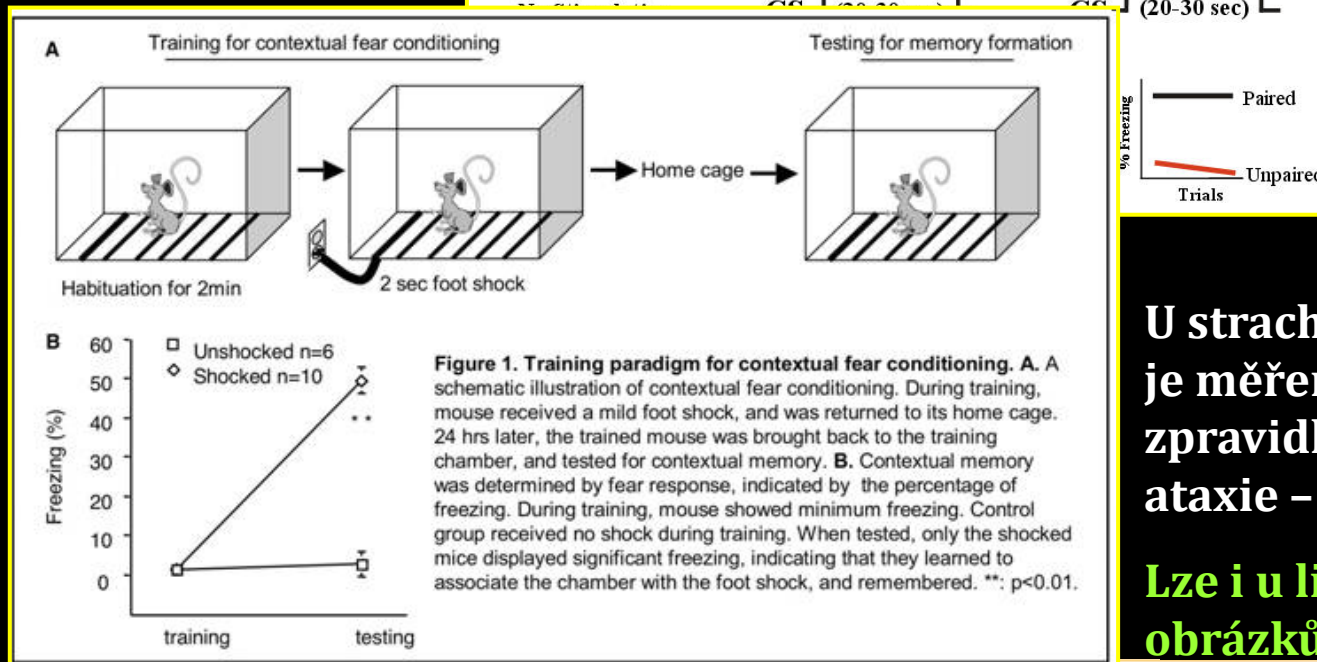 (20-30 sec)
A
Training for contextual fear conditioning
Testing for memory formation
Home cage
Habituation for 2min
2 sec foot shock
B
60
50
40
30
20
10
0
Freezing (%)
Unshocked n=6
Shocked n=10
* *
training
testing
Figure 1. Training paradigm for contextual fear conditioning. A. A
schematic illustration of contextual fear conditioning. During training,
mouse received a mild foot shock, and was returned to its home cage.
24 hrs later, the trained mouse was brought back to the training
chamber, and tested for contextual memory. B. Contextual memory
was determined by fear response, indicated by the percentage of
freezing. During training, mouse showed minimum freezing. Control
group received no shock during training. When tested, only the shocked
mice displayed significant freezing, indicating that they learned to
associate the chamber with the foot shock, and remembered. **: p<0.01.
% Freezing
Paired
Unpaired
Trials
U strach
je měřen
zpravidl
ataxie –
Lze i u li
obrázků